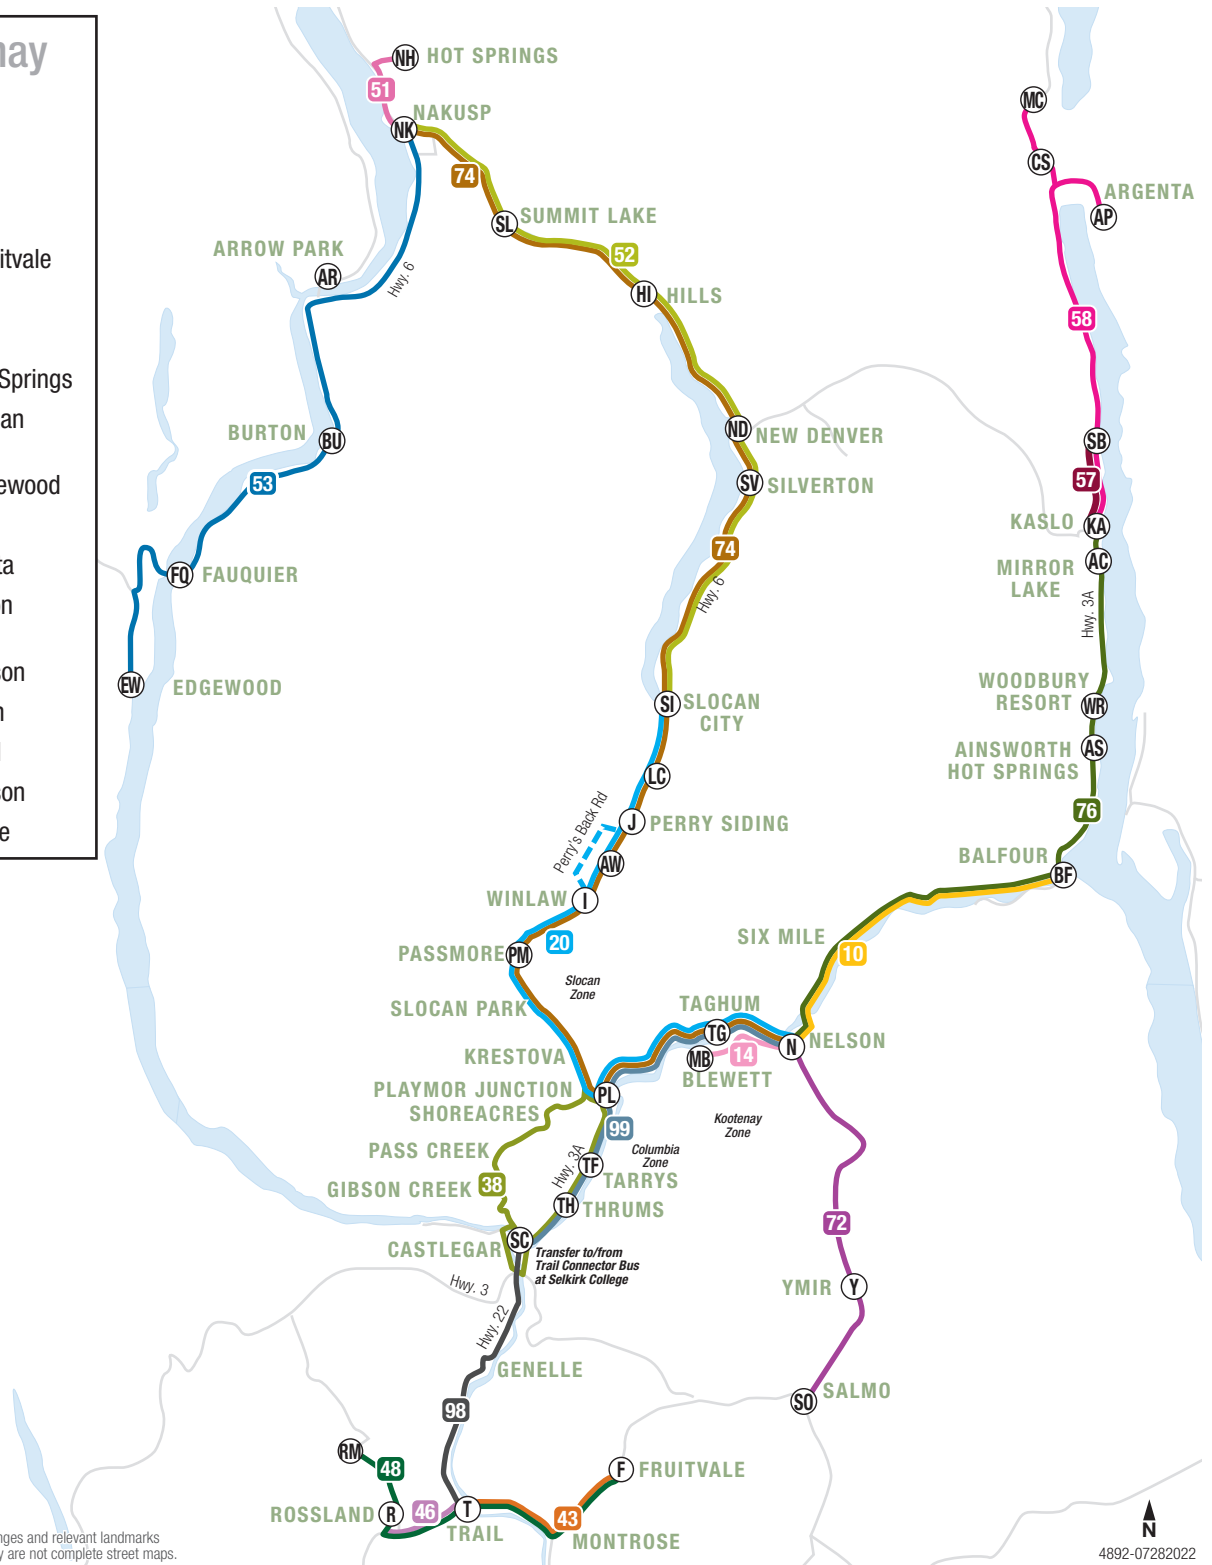 NH HOT SPRINGS
51
NAKUSP
NK
74
SL SUMMIT LAKE
52
HI HILLS
ARROW PARK
AR
Hwy. 6
MC
CS
ARGENTA
AP
58
itvale
Springs
an
ewood
ta
on
son
n
son
e
BURTON
BU
53
ND
NEW DENVER
SV SILVERTON
74
Hwy. 6
SB
57
KASLO KA
AC
MIRROR
LAKE
Hwy. 3A
FQ FAUQUIER
EW
EDGEWOOD
SI SLOCAN
CITY
LC
WOODBURY
RESORT WR
AINSWORTH
HOT SPRINGS
AS
76
Perry's Back Rd
J PERRY SIDING
AW
WINLAW I
BALFOUR
BF
20
PASSMORE PM
Slocan
Zone
SLOCAN PARK
SIX MILE
10
TAGHUM
TG
N NELSON
MB
14
BLEWETT
KRESTOVA
PLAYMOR JUNCTION
PL
SHOREACRES
99
Kootenay
Zone
Columbia
Zone
PASS CREEK
Hwy. 3A
TF
TARRYS
GIBSON CREEK 38
TH THRUMS
72
CASTLEGAR SC
Transfer to/from
Trail Connector Bus
at Selkirk College
Hwy. 3
Hwy. 22
YMIR Y
GENELLE
98
SO SALMO
RM
48
F FRUITVALE
ROSSLAND R
46
T
TRAIL
43
MONTROSE
nges and relevant landmarks
y are not complete street maps.
N
4892-07282022